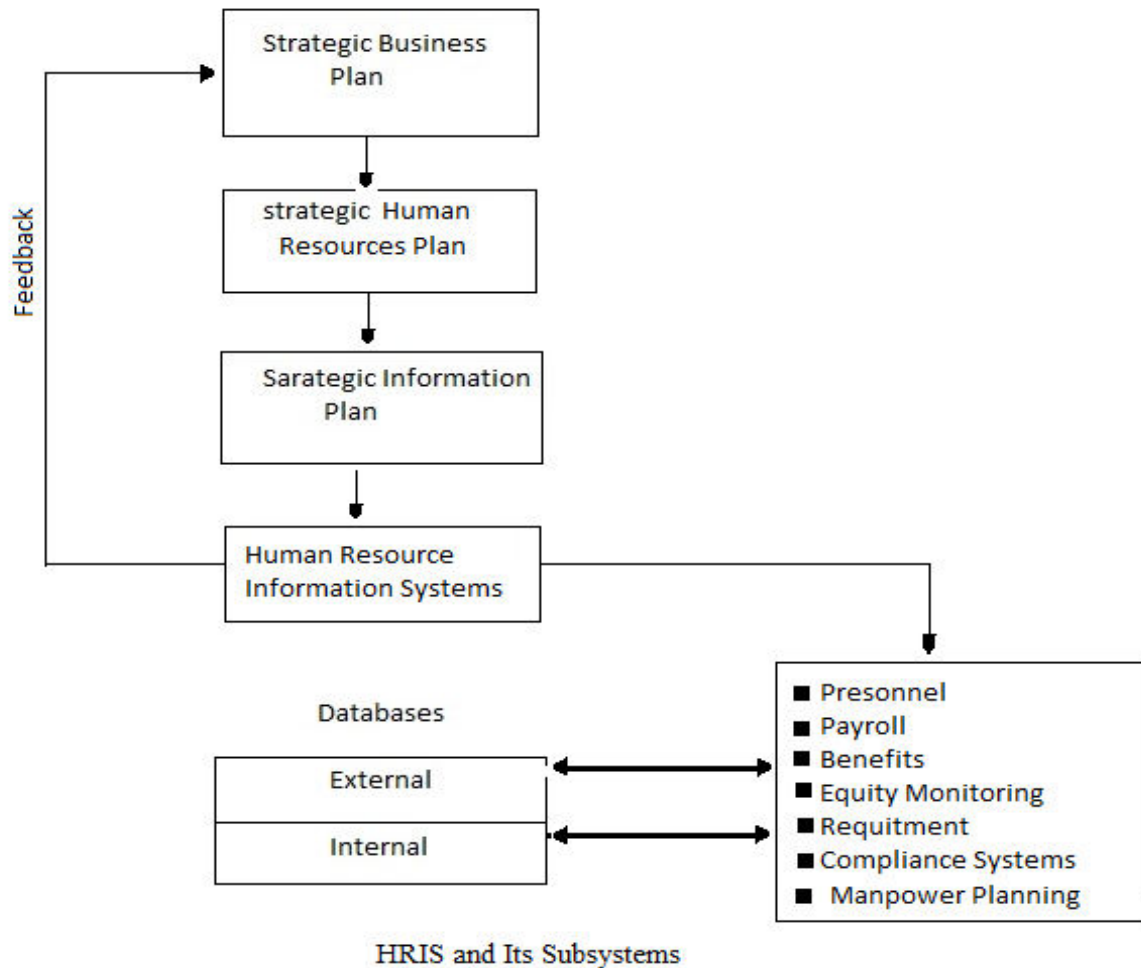 Strategic Business
Plan
strategic Human
Resources Plan
Feedback
Sarategic Information
Plan
Human Resource
Information Systems
Databases
External
Internal
Presonnel
Payroll
Benefits
Equity Monitoring
Requitment
Compliance Systems
Manpower Planning
HRIS and Its Subsystems